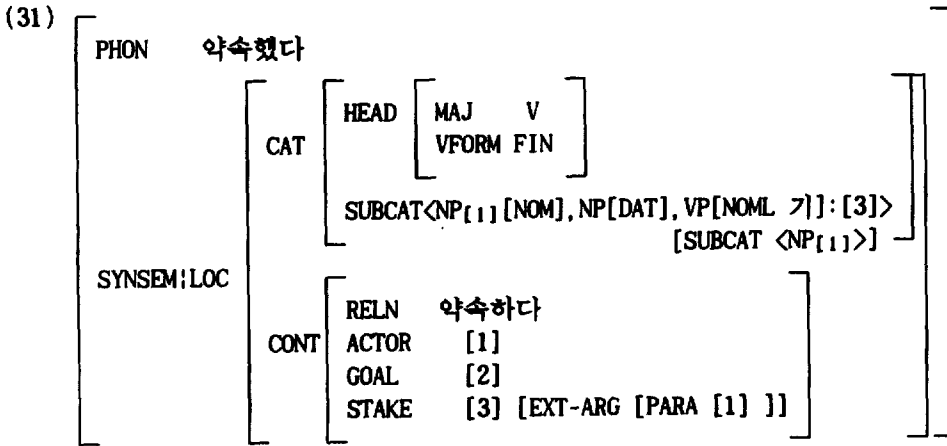 (31)
PHON 약속했다
HEAD MAJ V
CAT VFORM FIN
SUBCAT<NP[1][NOM], NP[DAT], VP[NOML 기]:[3]>
[SUBCAT <NP[1]>]
SYNSEM¦LOC
RELN 약속하다
CONT ACTOR [1]
GOAL [2]
STAKE [3] [EXT-ARG [PARA [1] ]]